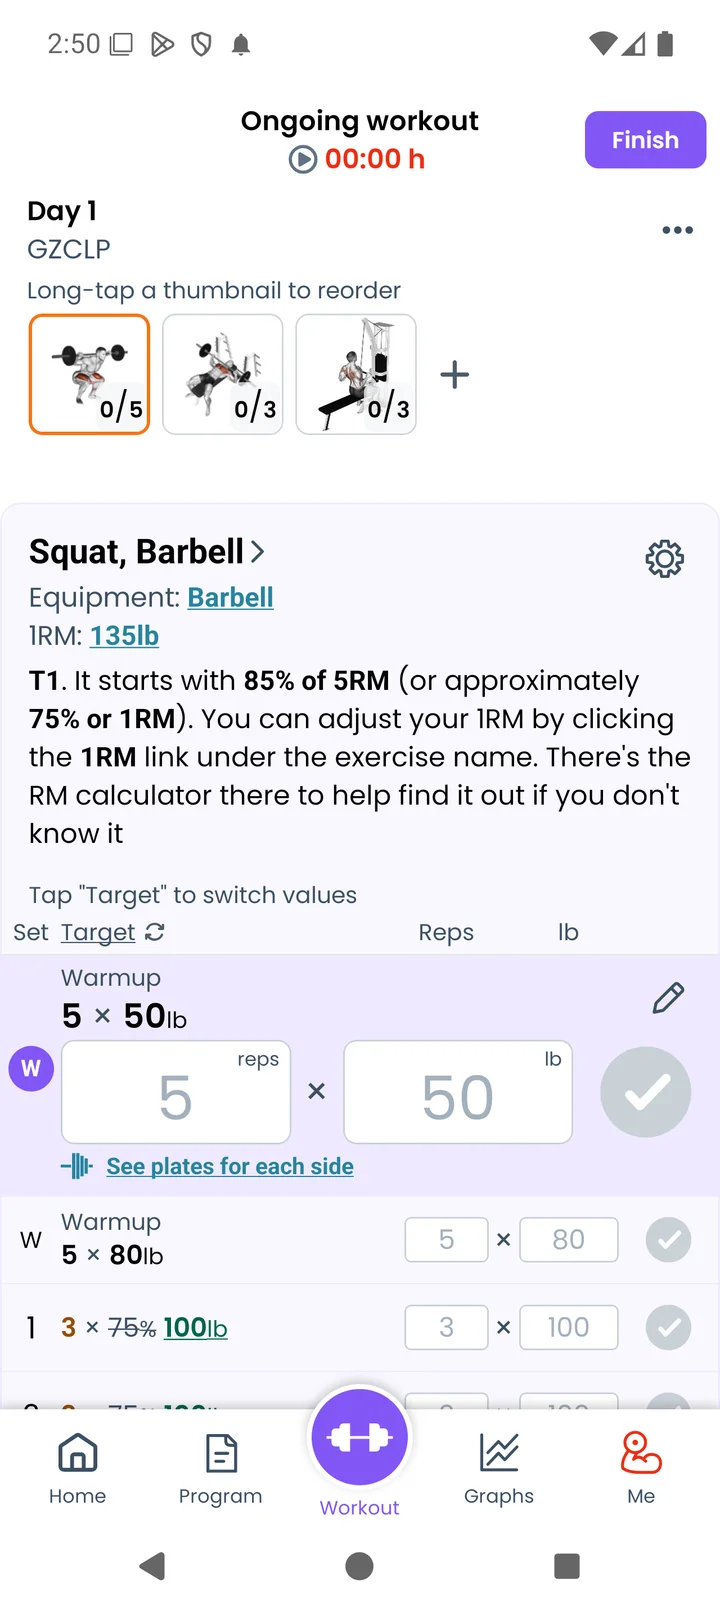 2:50
Ongoing workout
00:00 h
Finish
Day 1
GZCLP
Long-tap a thumbnail to reorder
0/5
0/3
0/3
Squat, Barbell
Equipment: Barbell
1RM: 135lb
T1. It starts with 85% of 5RM (or approximately
75% or 1RM). You can adjust your 1RM by clicking
the 1RM link under the exercise name. There's the
RM calculator there to help find it out if you don't
know it
Tap "Target" to switch values
Set Target Reps lb
Warmup
5 × 50lb
W
reps
5
×
lb
50
See plates for each side
Warmup
W 5 × 80lb 5 × 80
1 3 × 75% 100lb 3 × 100
Home
Program
Workout
Graphs
Me